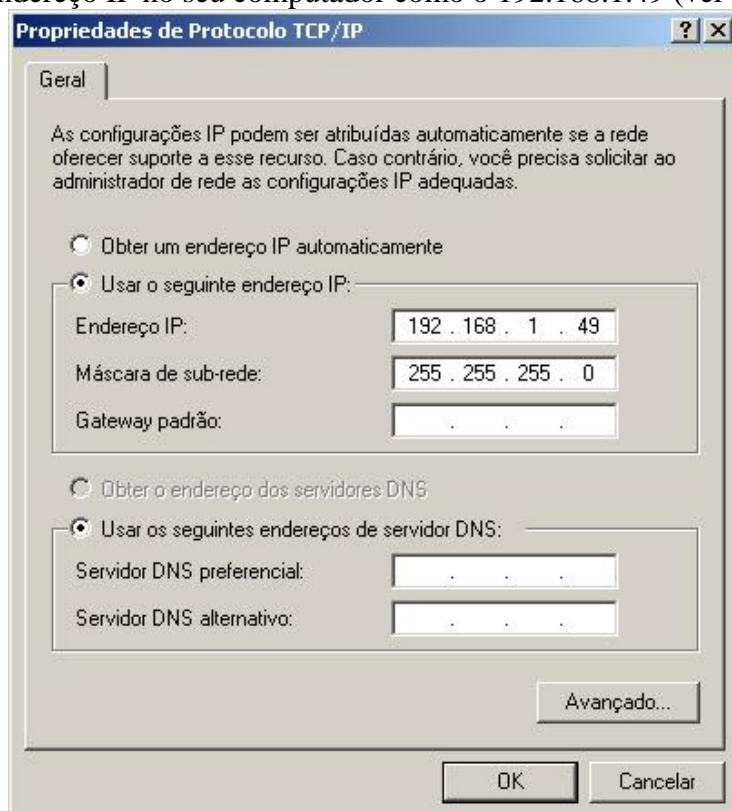 endereço IP no seu computador como o 192.168.1.49 (ver
Propriedades de Protocolo TCP/IP
Geral
As configurações IP podem ser atribuídas automaticamente se a rede
oferecer suporte a esse recurso. Caso contrário, você precisa solicitar ao
administrador de rede as configurações IP adequadas.
Obter um endereço IP automaticamente
Usar o seguinte endereço IP:
Endereço IP: 192 . 168 . 1 . 49
Máscara de sub-rede: 255 . 255 . 255 . 0
Gateway padrão: . . .
Obter o endereço dos servidores DNS
Usar os seguintes endereços de servidor DNS:
Servidor DNS preferencial: . . .
Servidor DNS alternativo: . . .
Avançado...
OK Cancelar